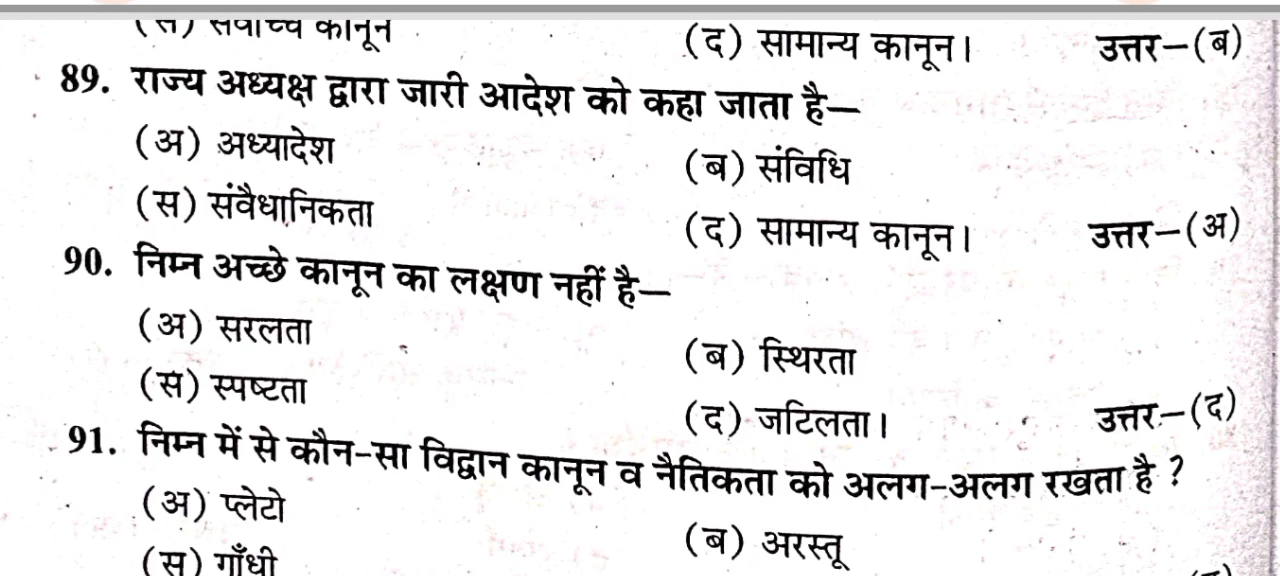 (स) सर्वोच्च कानून (द) सामान्य कानून। उत्तर–(ब)
89. राज्य अध्यक्ष द्वारा जारी आदेश को कहा जाता है—
(अ) अध्यादेश (ब) संविधि
(स) संवैधानिकता (द) सामान्य कानून। उत्तर–(अ)
90. निम्न अच्छे कानून का लक्षण नहीं है—
(अ) सरलता (ब) स्थिरता
(स) स्पष्टता (द) जटिलता। उत्तर–(द)
91. निम्न में से कौन-सा विद्वान कानून व नैतिकता को अलग-अलग रखता है ?
(अ) प्लेटो (ब) अरस्तू
(स) गाँधी